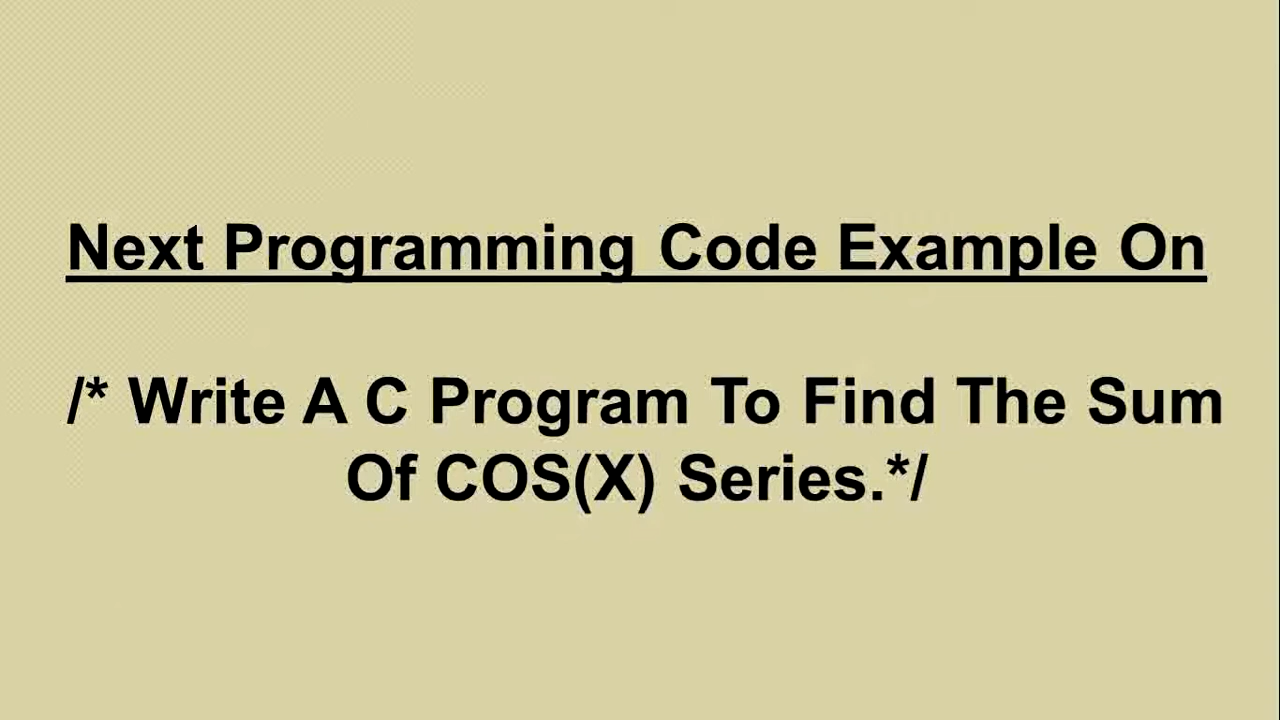 Next Programming Code Example On
/* Write A C Program To Find The Sum
Of COS(X) Series.*/